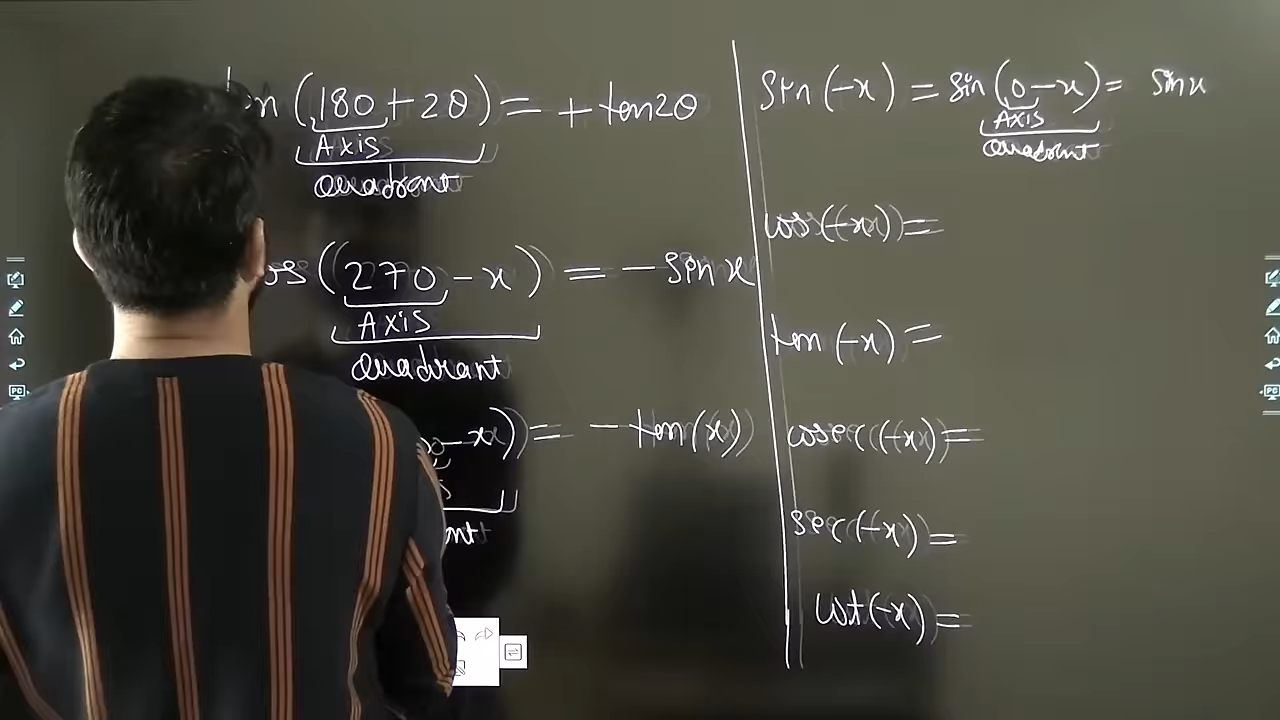 (180+2θ) = + tan2θ
Axis
Quadrant
(270-x) = - sin x
Axis
Quadrant
= - tan(x)
sin(-x) = sin(0-x) = sinx
Axis
Quadrant
cos(-x) =
tan(-x) =
cosec(-x) =
sec(-x) =
cot(-x) =